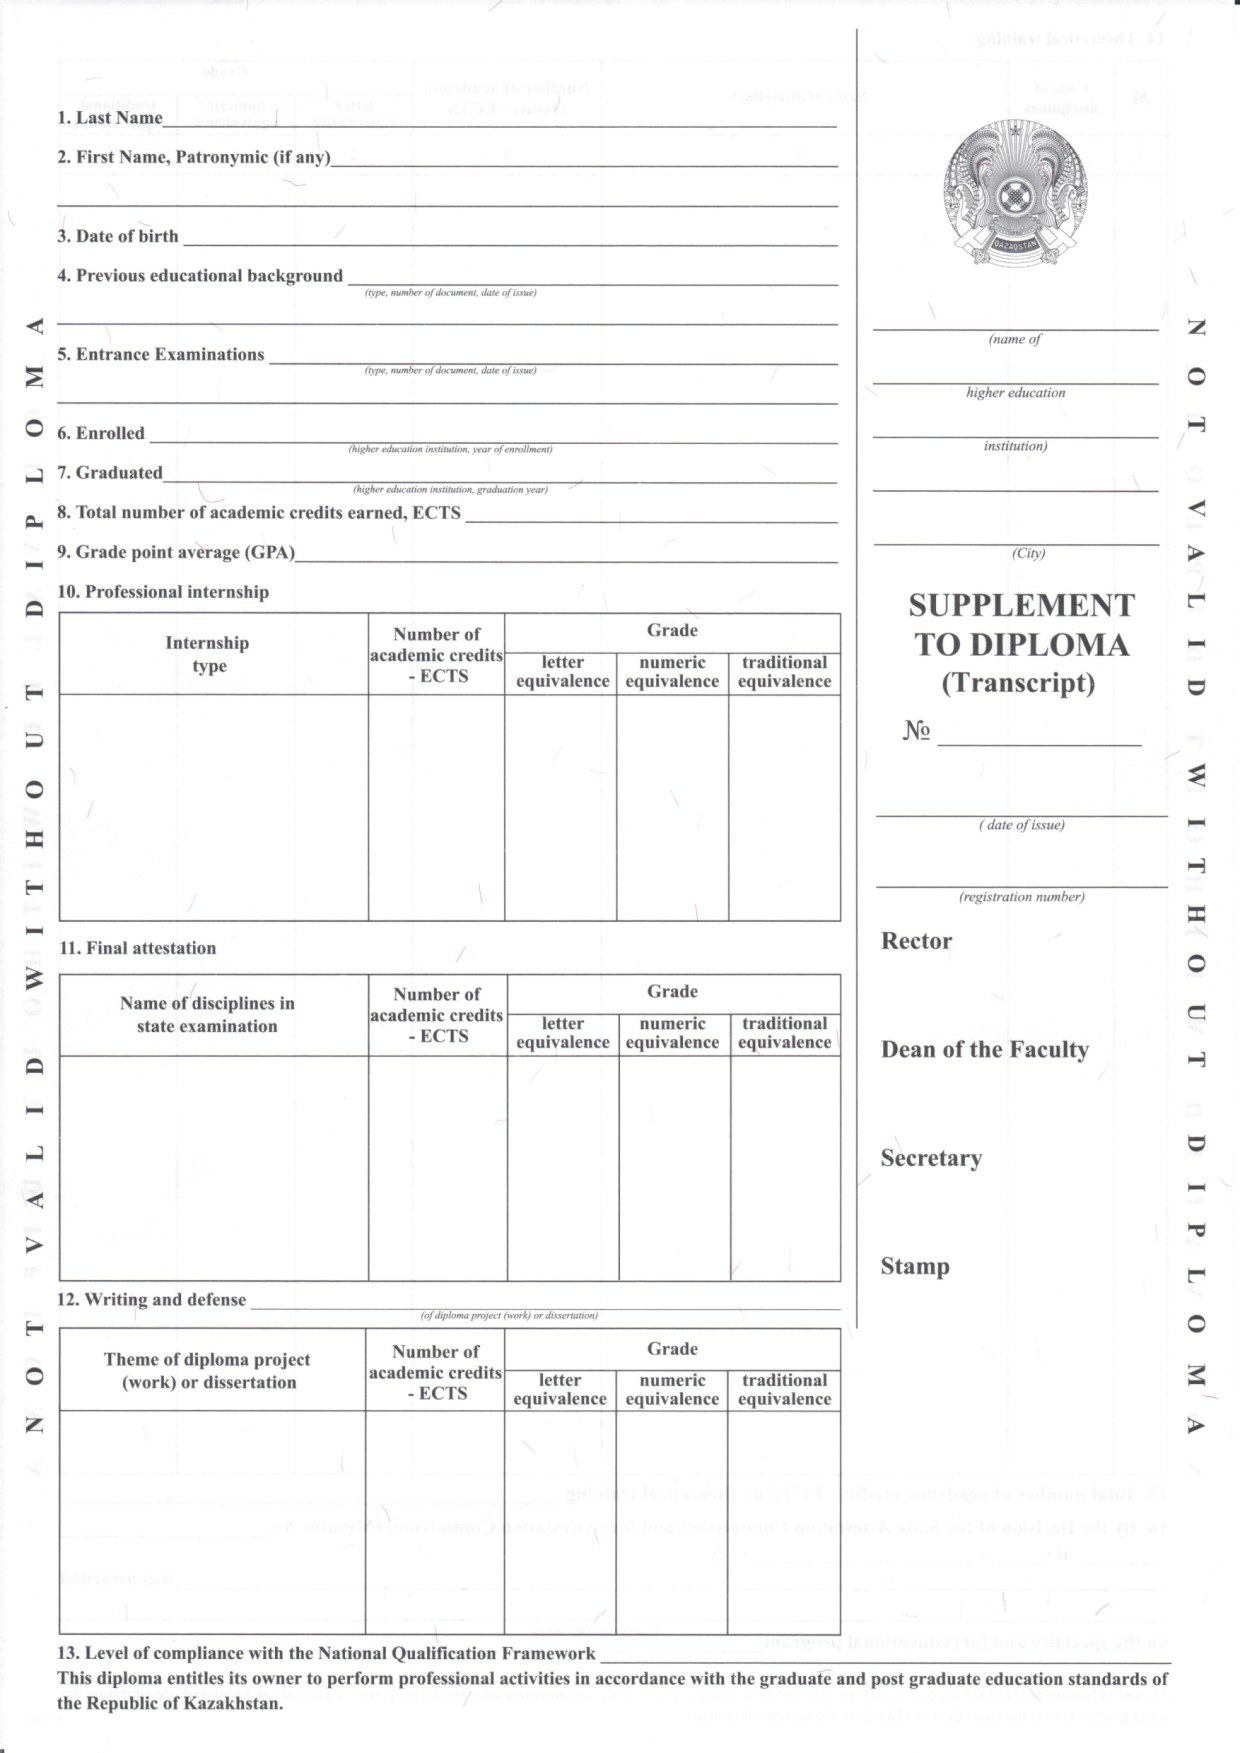 1. Last Name
2. First Name, Patronymic (if any)
3. Date of birth
4. Previous educational background
(type, number of document, date of issue)
5. Entrance Examinations
(type, number of document, date of issue)
6. Enrolled
(higher education institution, year of enrollment)
7. Graduated
(higher education institution, graduation year)
8. Total number of academic credits earned, ECTS
9. Grade point average (GPA)
10. Professional internship
Internship
type
Number of
academic credits
- ECTS
Grade
letter
equivalence
numeric
equivalence
traditional
equivalence
11. Final attestation
Name of disciplines in
state examination
Number of
academic credits
- ECTS
Grade
letter
equivalence
numeric
equivalence
traditional
equivalence
12. Writing and defense
(of diploma project (work) or dissertation)
Theme of diploma project
(work) or dissertation
Number of
academic credits
- ECTS
Grade
letter
equivalence
numeric
equivalence
traditional
equivalence
13. Level of compliance with the National Qualification Framework
This diploma entitles its owner to perform professional activities in accordance with the graduate and post graduate education standards of
the Republic of Kazakhstan.
QAZAQSTAN
(name of
higher education
institution)
(City)
SUPPLEMENT
TO DIPLOMA
(Transcript)
№
( date of issue)
(registration number)
Rector
Dean of the Faculty
Secretary
Stamp
NOT VALID WITHOUT DIPLOMA
NOT VALID WITHOUT DIPLOMA